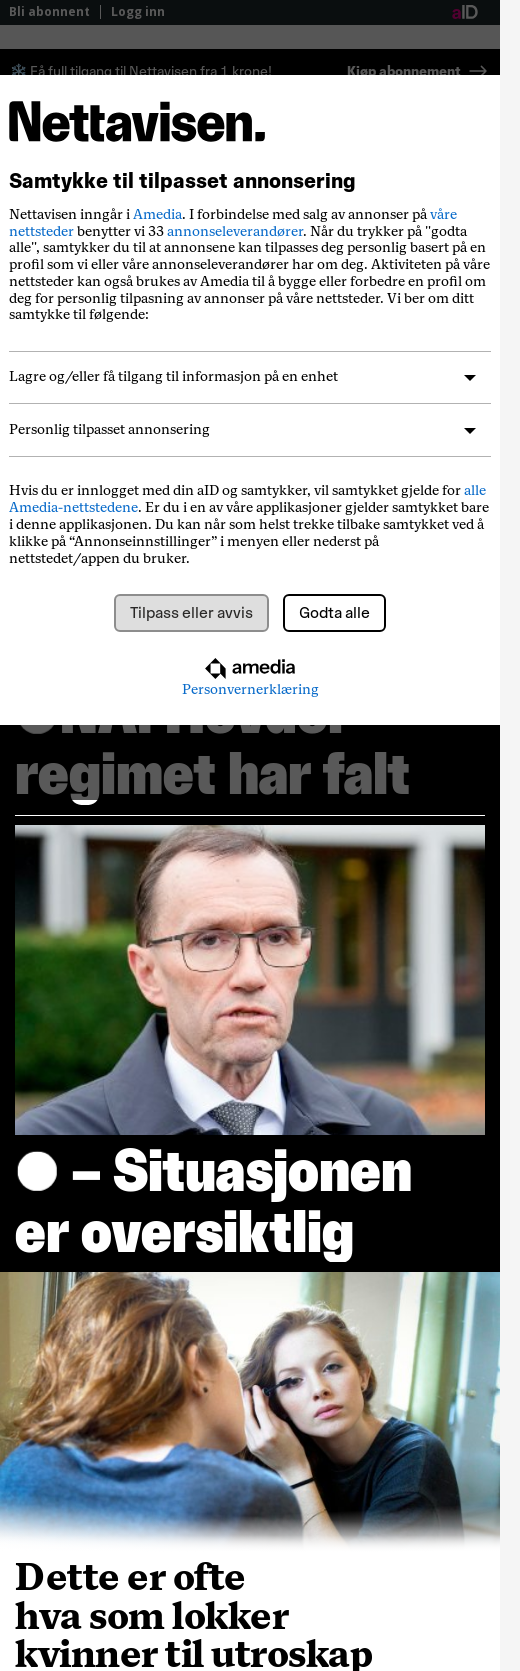 Bli abonnent | Logg inn
aID
Få full tilgang til Nettavisen fra 1 krone! Kjøp abonnement →
Nettavisen.
Samtykke til tilpasset annonsering
Nettavisen inngår i Amedia. I forbindelse med salg av annonser på våre
nettsteder benytter vi 33 annonseleverandører. Når du trykker på "godta
alle", samtykker du til at annonsene kan tilpasses deg personlig basert på en
profil som vi eller våre annonseleverandører har om deg. Aktiviteten på våre
nettsteder kan også brukes av Amedia til å bygge eller forbedre en profil om
deg for personlig tilpasning av annonser på våre nettsteder. Vi ber om ditt
samtykke til følgende:
Lagre og/eller få tilgang til informasjon på en enhet
Personlig tilpasset annonsering
Hvis du er innlogget med din aID og samtykker, vil samtykket gjelde for alle
Amedia-nettstedene. Er du i en av våre applikasjoner gjelder samtykket bare
i denne applikasjonen. Du kan når som helst trekke tilbake samtykket ved å
klikke på “Annonseinnstillinger” i menyen eller nederst på
nettstedet/appen du bruker.
Tilpass eller avvis
Godta alle
amedia
Personvernerklæring
regimet har falt
– Situasjonen
er oversiktlig
Dette er ofte
hva som lokker
kvinner til utroskap